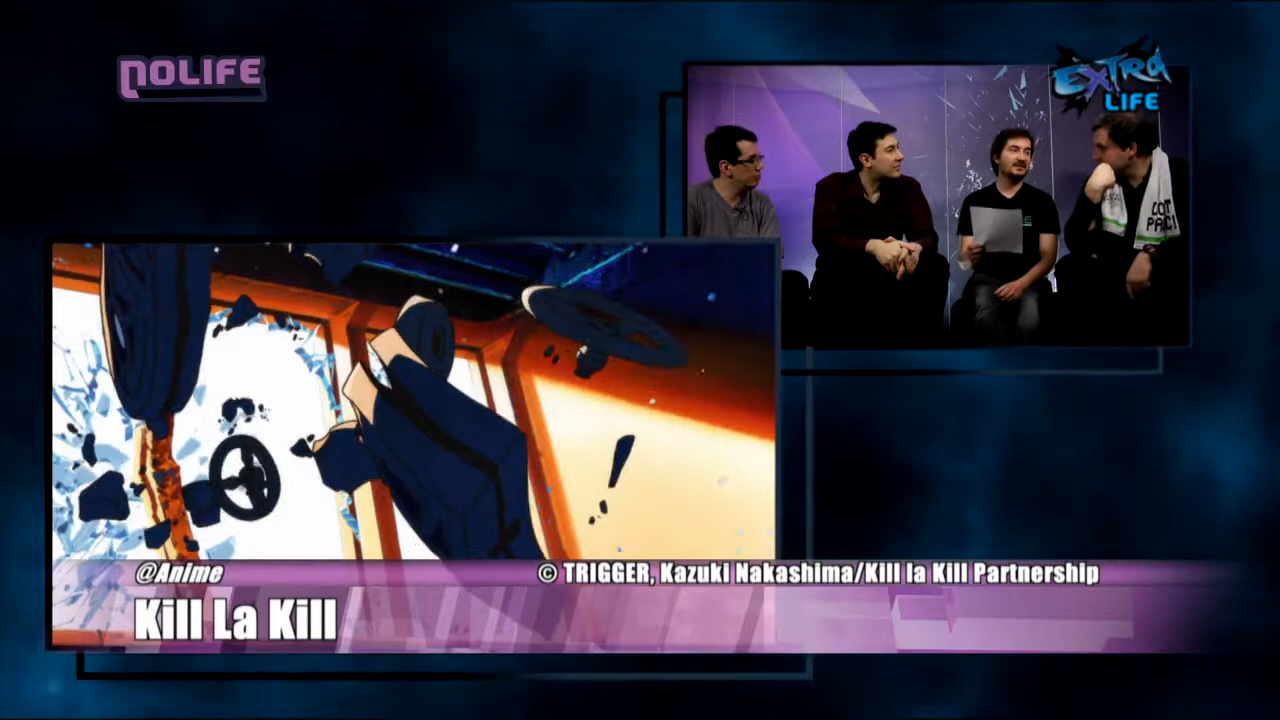 NOLIFE
EXTRA
LIFE
@Anime
© TRIGGER, Kazuki Nakashima/Kill la Kill Partnership
Kill La Kill